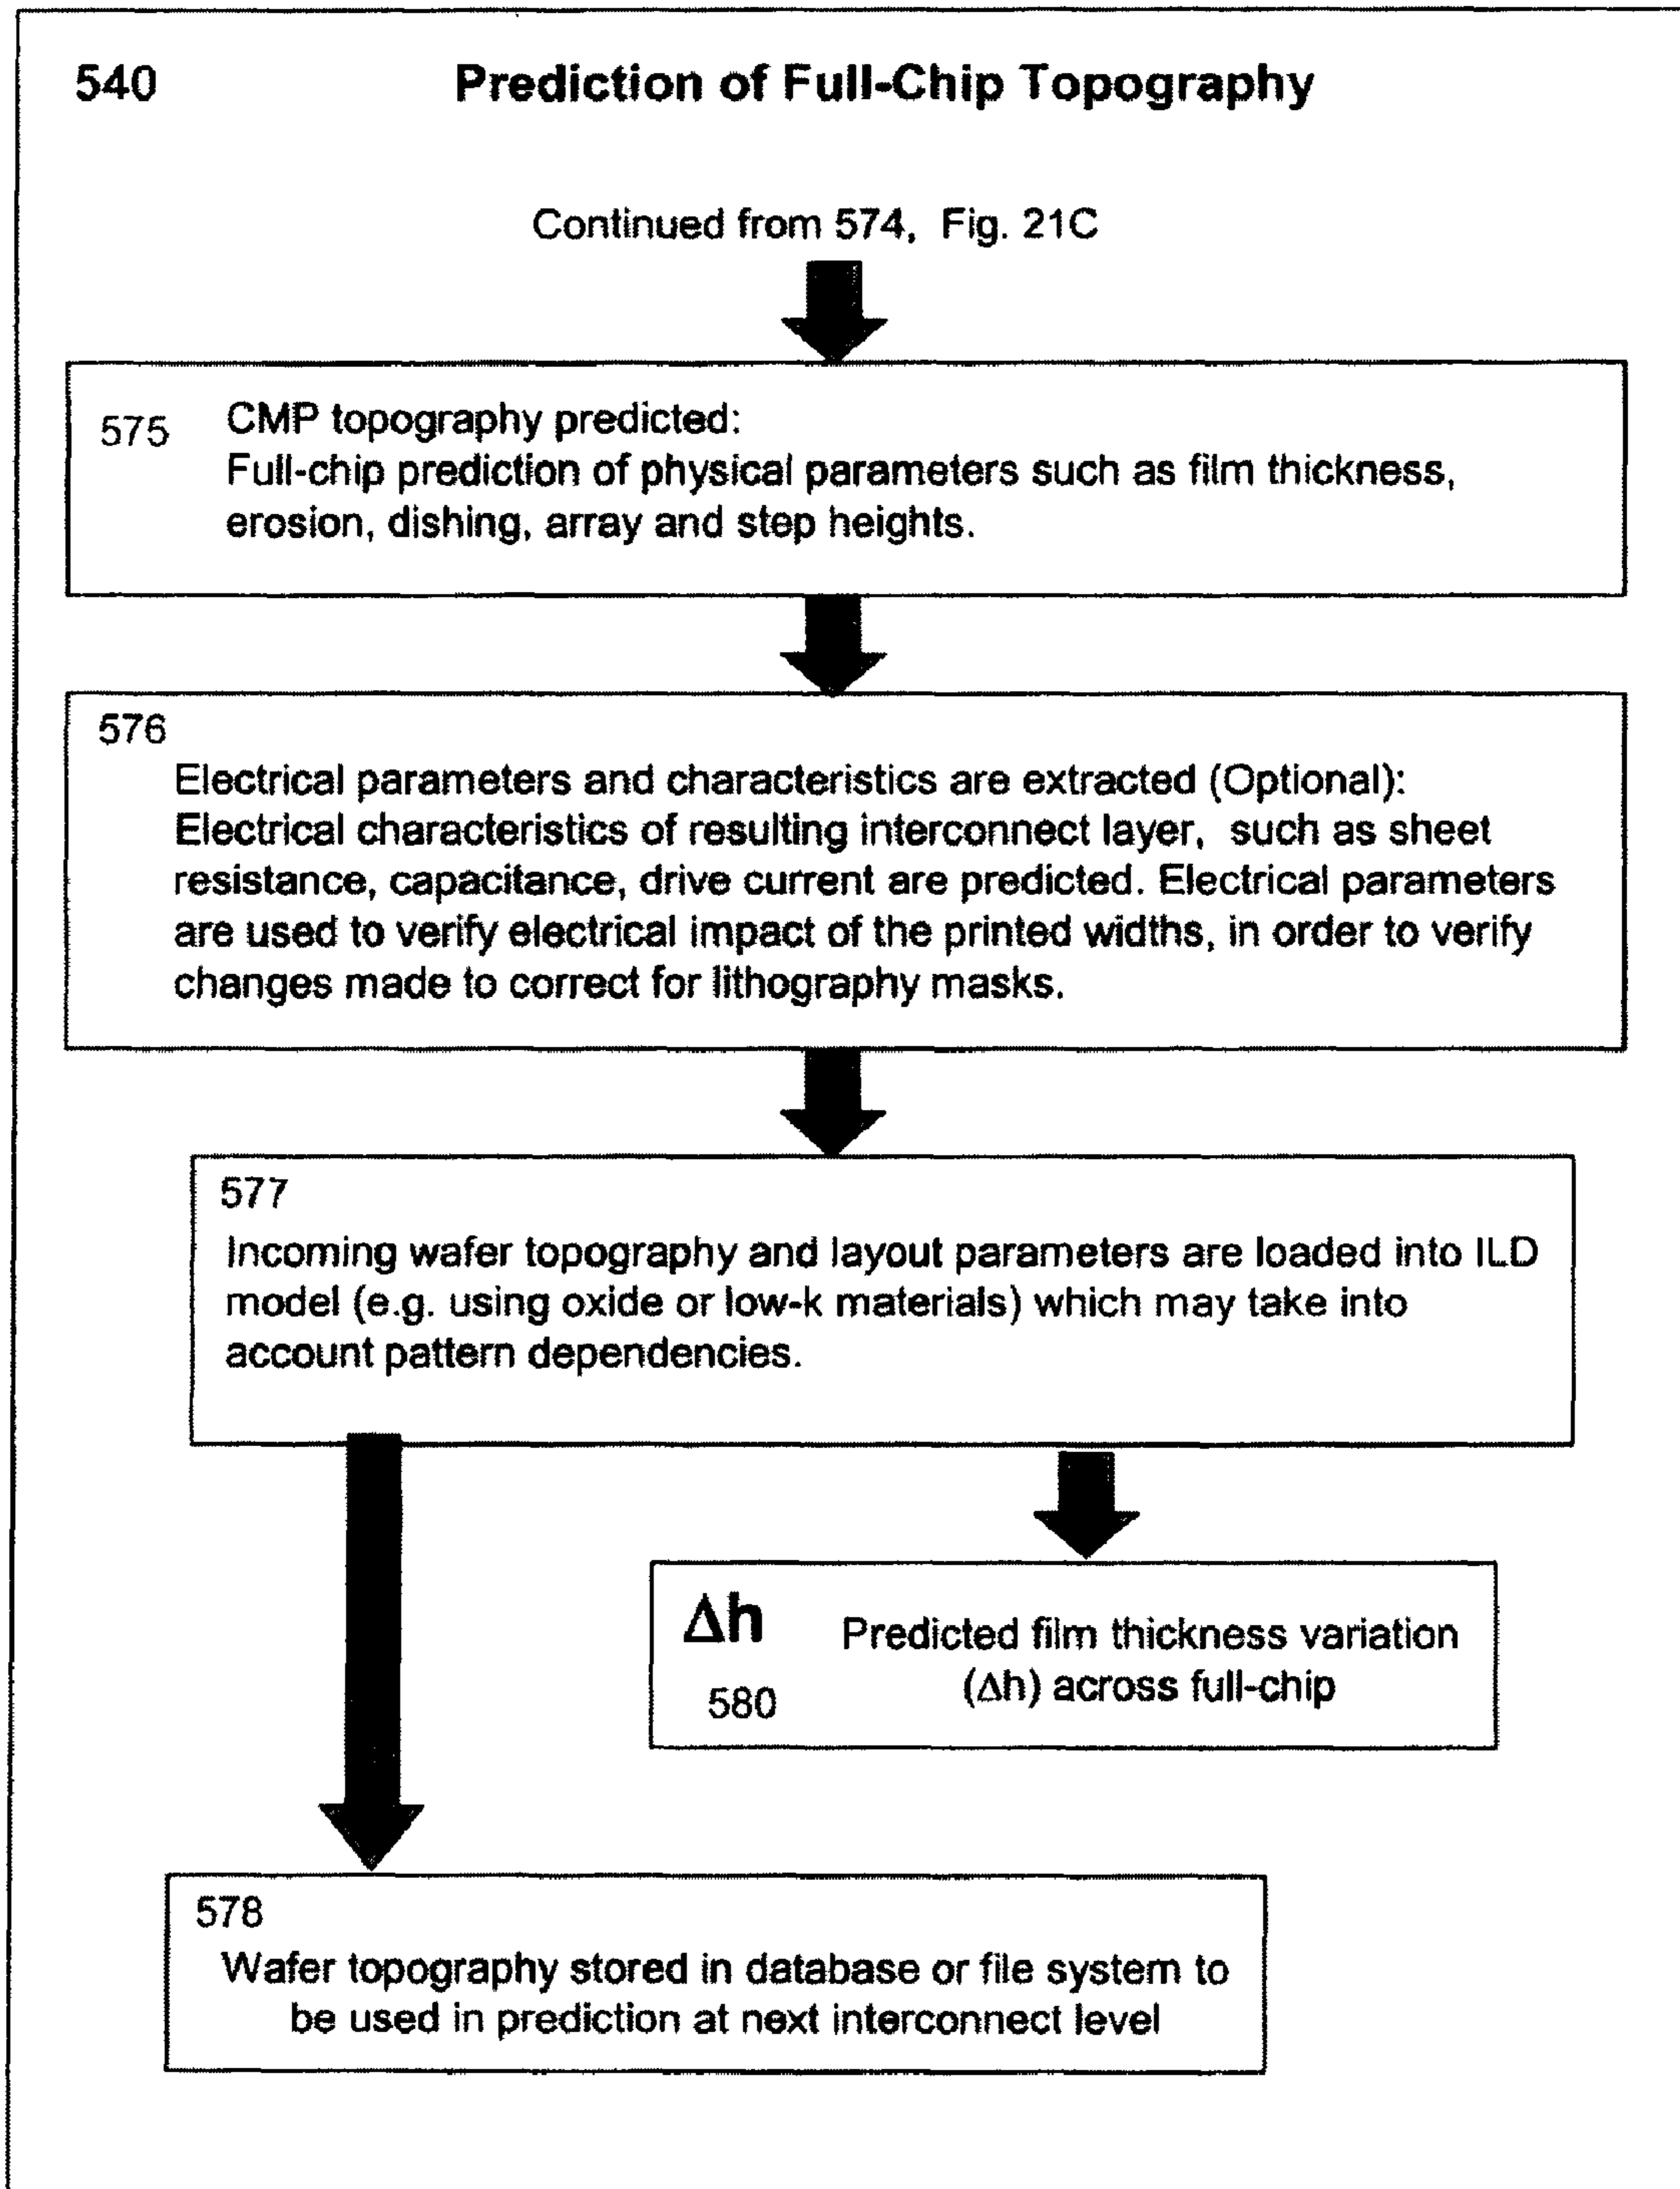 540 Prediction of Full-Chip Topography
Continued from 574, Fig. 21C
575 CMP topography predicted:
Full-chip prediction of physical parameters such as film thickness,
erosion, dishing, array and step heights.
576
Electrical parameters and characteristics are extracted (Optional):
Electrical characteristics of resulting interconnect layer, such as sheet
resistance, capacitance, drive current are predicted. Electrical parameters
are used to verify electrical impact of the printed widths, in order to verify
changes made to correct for lithography masks.
577
Incoming wafer topography and layout parameters are loaded into ILD
model (e.g. using oxide or low-k materials) which may take into
account pattern dependencies.
Δh Predicted film thickness variation
580 (Δh) across full-chip
578
Wafer topography stored in database or file system to
be used in prediction at next interconnect level